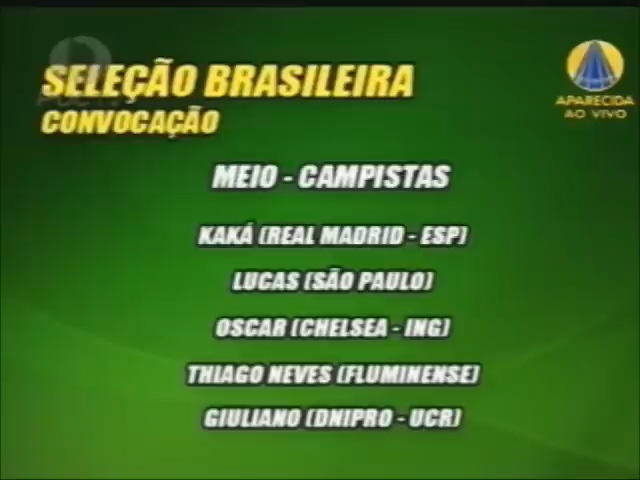 SELEÇÃO BRASILEIRA
CONVOCAÇÃO
APARECIDA
AO VIVO
MEIO - CAMPISTAS
KAKÁ (REAL MADRID - ESP)
LUCAS (SÃO PAULO)
OSCAR (CHELSEA - ING)
THIAGO NEVES (FLUMINENSE)
GIULIANO (DNIPRO - UCR)